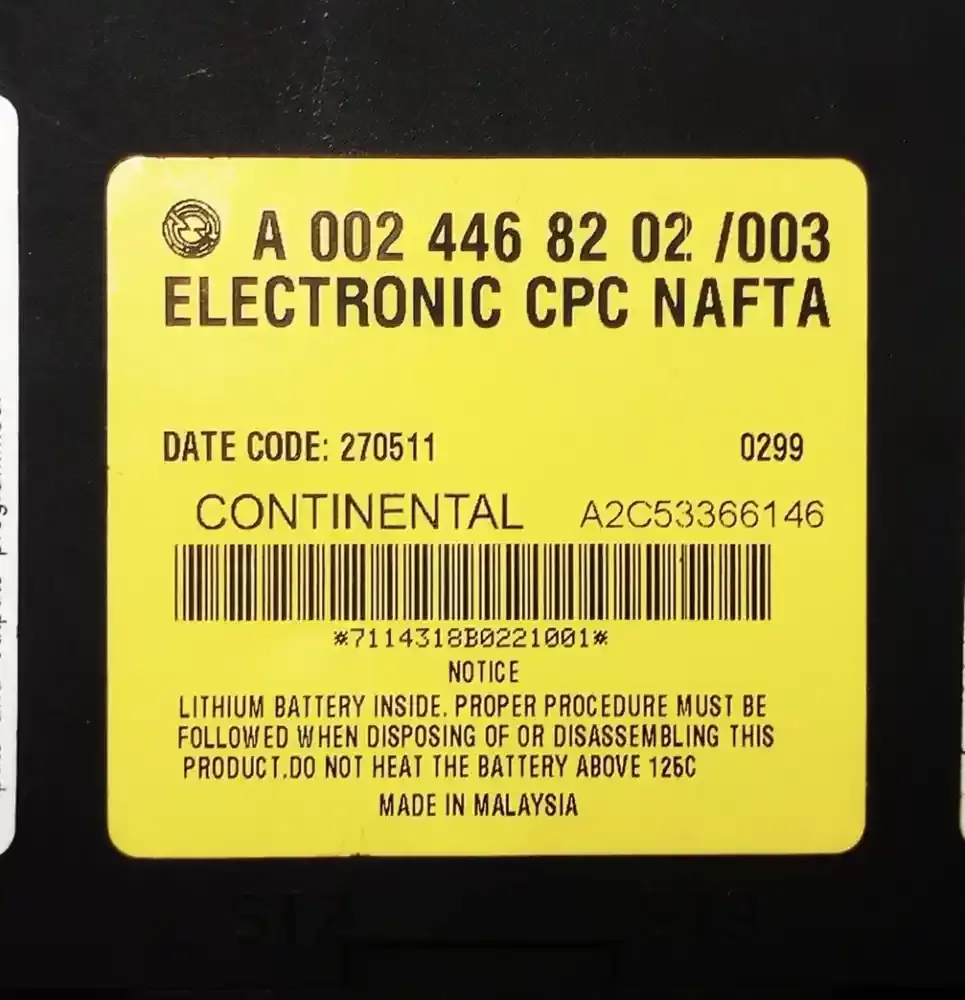 A 002 446 82 02 /003
ELECTRONIC CPC NAFTA
DATE CODE: 270511 0299
CONTINENTAL A2C53366146
*7114318B0221001*
NOTICE
LITHIUM BATTERY INSIDE. PROPER PROCEDURE MUST BE
FOLLOWED WHEN DISPOSING OF OR DISASSEMBLING THIS
PRODUCT.DO NOT HEAT THE BATTERY ABOVE 125C
MADE IN MALAYSIA